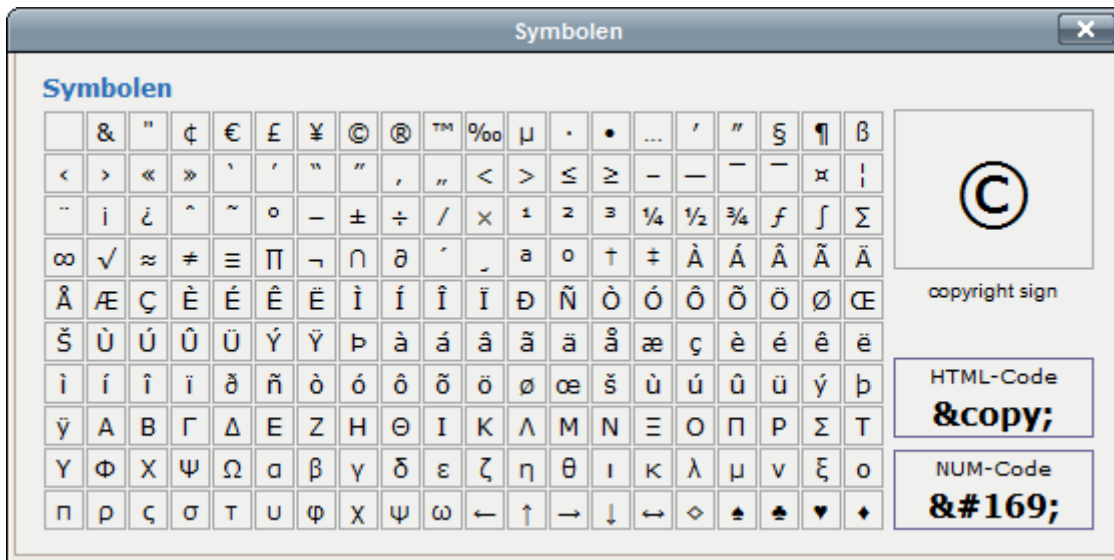 Symbolen
Symbolen
& " ¢ € £ ¥ © ® ™ ‰ µ · • … ′ ″ § ¶ ß
‹ › « » ‘ ’ “ ” ‚ „ < > ≤ ≥ – — ¯ ‾ ¤ ¦
¨ ¡ ¿ ˆ ˜ ° − ± ÷ ⁄ × ¹ ² ³ ¼ ½ ¾ ƒ ∫ ∑
∞ √ ≈ ≠ ≡ ∏ ¬ ∩ ∂ ´ ¸ ª º † ‡ À Á Â Ã Ä
Å Æ Ç È É Ê Ë Ì Í Î Ï Ð Ñ Ò Ó Ô Õ Ö Ø Œ
Š Ù Ú Û Ü Ý Ÿ Þ à á â ã ä å æ ç è é ê ë
ì í î ï ð ñ ò ó ô õ ö ø œ š ù ú û ü ý þ
ÿ Α Β Γ Δ Ε Ζ Η Θ Ι Κ Λ Μ Ν Ξ Ο Π Ρ Σ Τ
Υ Φ Χ Ψ Ω α β γ δ ε ζ η θ ι κ λ μ ν ξ ο
π ρ ς σ τ υ φ χ ψ ω ← ↑ → ↓ ↔ ◊ ♠ ♣ ♥ ♦
©
copyright sign
HTML-Code
&copy;
NUM-Code
&#169;